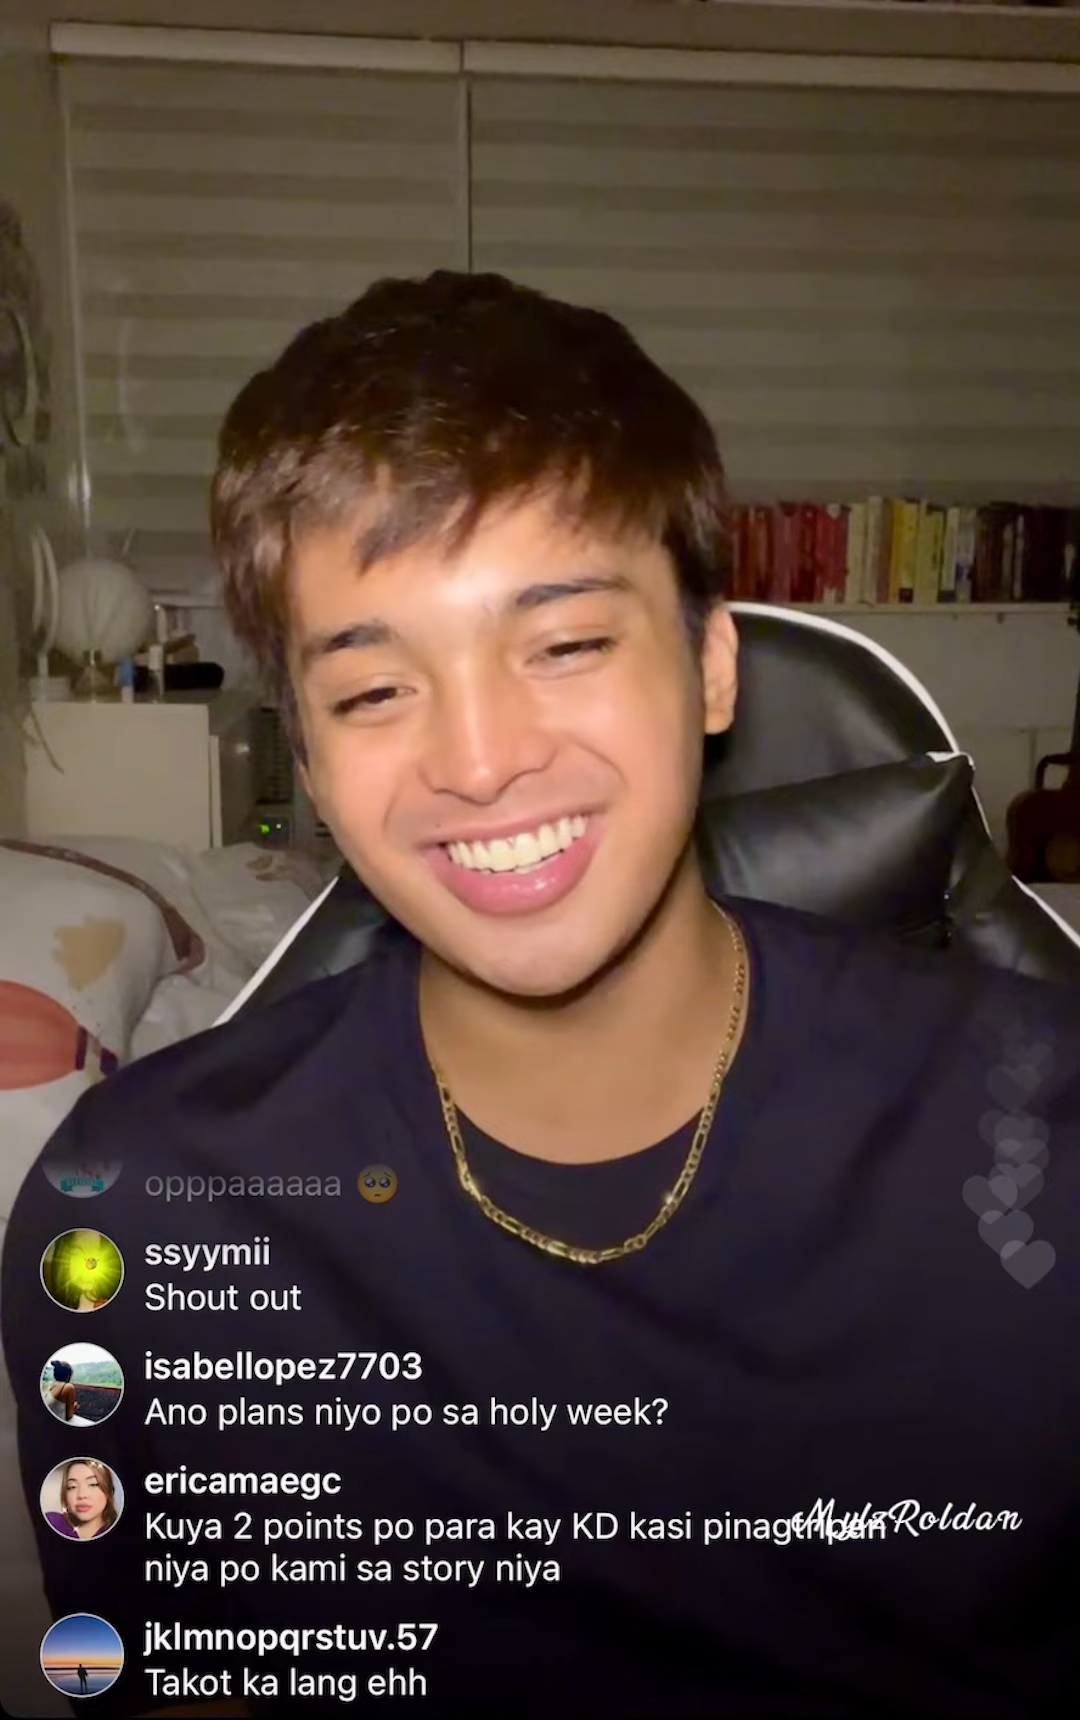 opppaaaaaa 🥺
ssyymii
Shout out
isabellopez7703
Ano plans niyo po sa holy week?
ericamaegc
Kuya 2 points po para kay KD kasi pinagtripan
MylzRoldan
niya po kami sa story niya
jklmnopqrstuv.57
Takot ka lang ehh